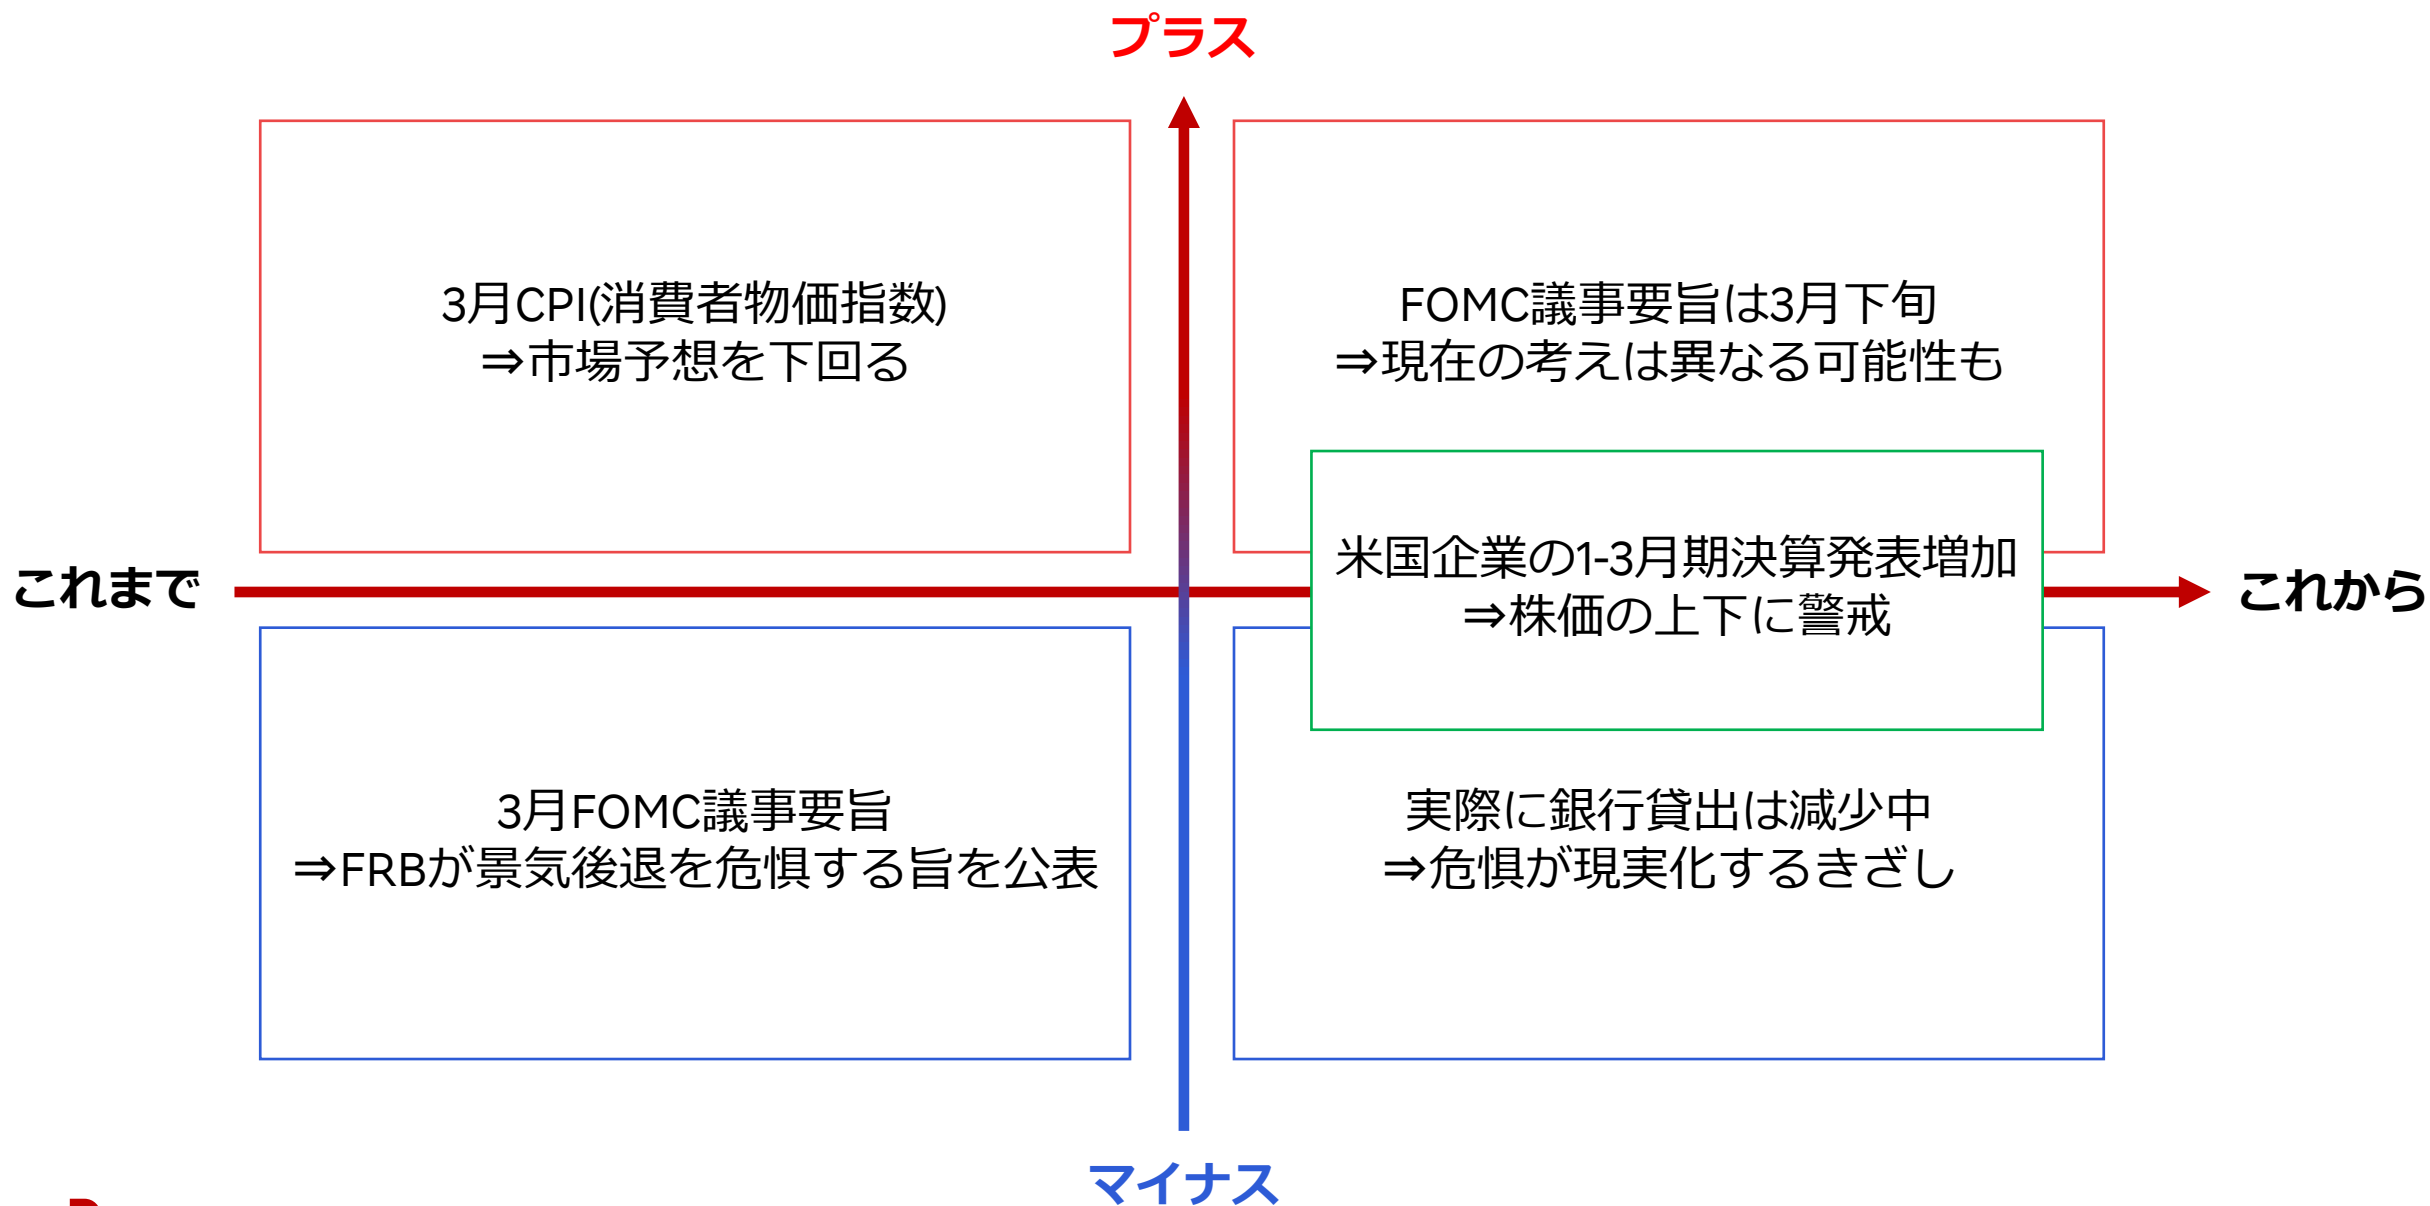 プラス
3月CPI(消費者物価指数)
⇒市場予想を下回る
FOMC議事要旨は3月下旬
⇒現在の考えは異なる可能性も
これまで
米国企業の1-3月期決算発表増加
⇒株価の上下に警戒
これから
3月FOMC議事要旨
⇒FRBが景気後退を危惧する旨を公表
実際に銀行貸出は減少中
⇒危惧が現実化するきざし
マイナス